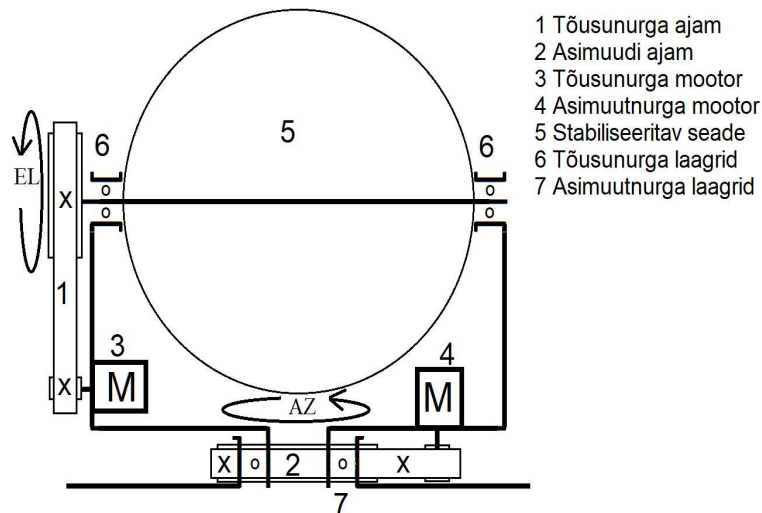 1 Tõusunurga ajam
2 Asimuudi ajam
3 Tõusunurga mootor
4 Asimuutnurga mootor
5 Stabiliseeritav seade
6 Tõusunurga laagrid
7 Asimuutnurga laagrid
6
5
6
EL
X
1
3
4
X
M
M
AZ
X
2
X
7